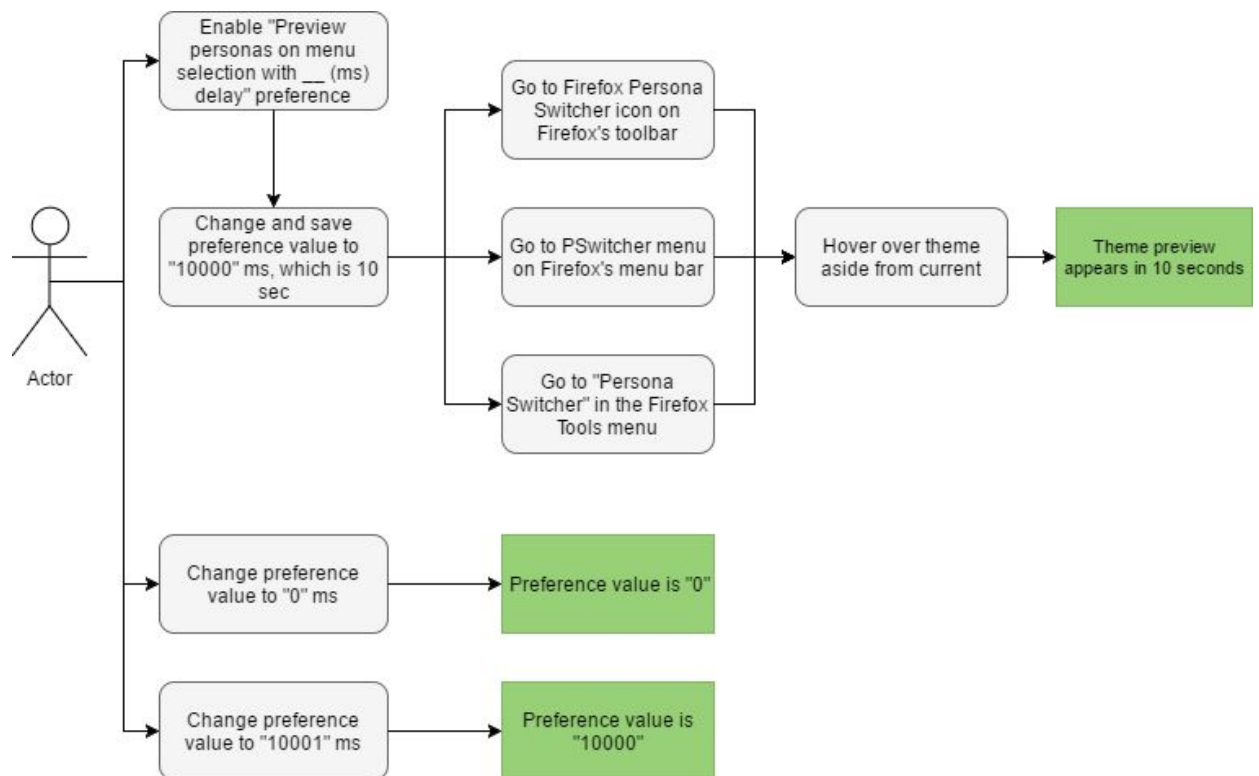 Enable "Preview
personas on menu
selection with __ (ms)
delay" preference
Change and save
preference value to
"10000" ms, which is 10
sec
Go to Firefox Persona
Switcher icon on
Firefox's toolbar
Go to PSwitcher menu
on Firefox's menu bar
Go to "Persona
Switcher" in the Firefox
Tools menu
Hover over theme
aside from current
Theme preview
appears in 10 seconds
Actor
Change preference
value to "0" ms
Preference value is "0"
Change preference
value to "10001" ms
Preference value is
"10000"